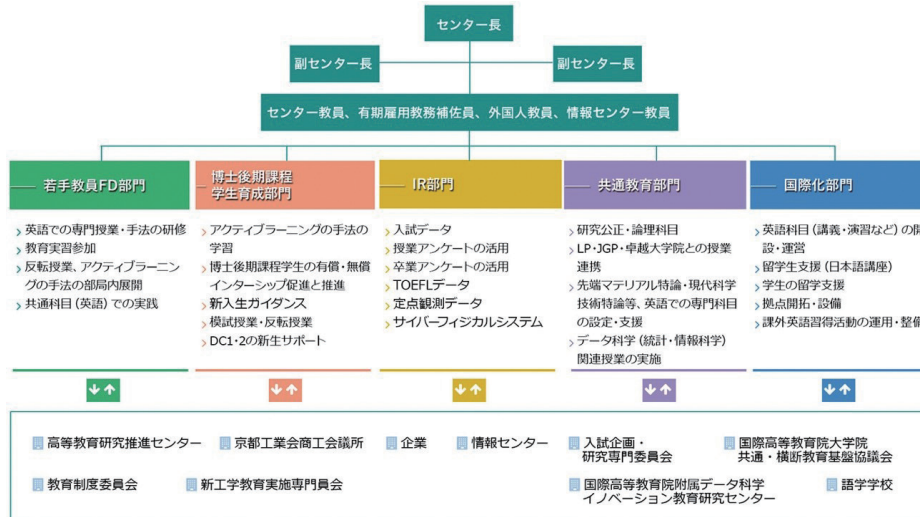 センター長
副センター長
副センター長
センター教員、有期雇用教務補佐員、外国人教員、情報センター教員
若手教員FD部門
英語での専門授業・手法の研修
教育実習参加
反転授業、アクティブラーニン
グの手法の部局内展開
共通科目（英語）での実践
博士後期課程
学生育成部門
アクティブラーニングの手法の
学習
博士後期課程学生の有償・無償
インターシップ促進と推進
新入生ガイダンス
模試授業・反転授業
DC1・2の新生サポート
IR部門
入試データ
授業アンケートの活用
卒業アンケートの活用
TOEFLデータ
定点観測データ
サイバーフィジカルシステム
共通教育部門
研究公正・論理科目
LP・JGP・卓越大学院との授業
連携
先端マテリアル特論・現代科学
技術特論等、英語での専門科目
の設定・支援
データ科学（統計・情報科学）
関連授業の実施
国際化部門
英語科目（講義・演習など）の開
設・運営
留学生支援（日本語講座）
学生の留学支援
拠点開拓・設備
課外英語習得活動の運用・整備
高等教育研究推進センター
京都工業会商工会議所
企業
情報センター
入試企画・
研究専門委員会
国際高等教育院大学院
共通・横断教育基盤協議会
教育制度委員会
新工学教育実施専門員会
国際高等教育院附属データ科学
イノベーション教育研究センター
語学学校